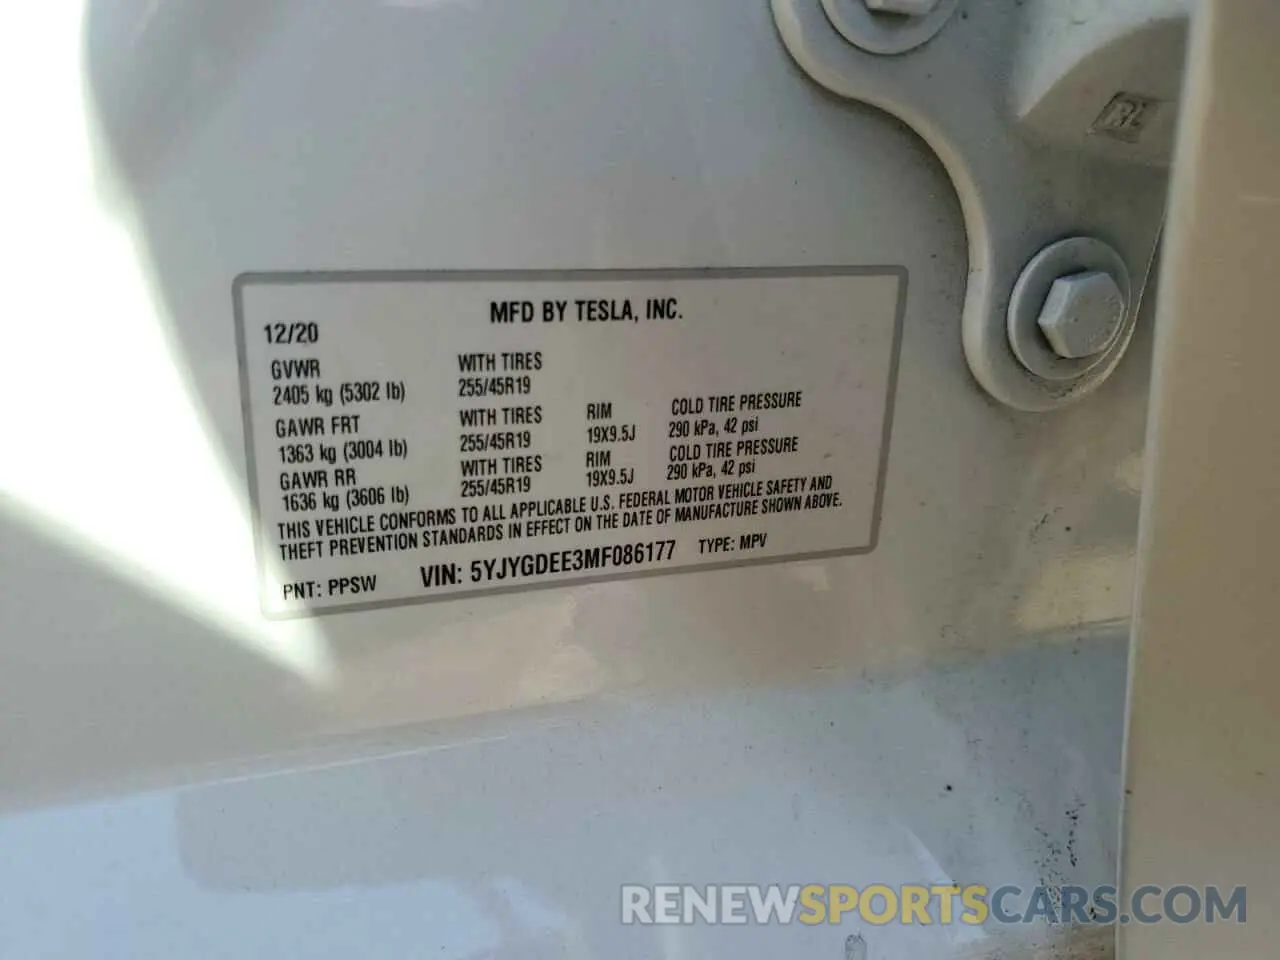 RL
MFD BY TESLA, INC.
12/20
GVWR WITH TIRES
2405 kg (5302 lb) 255/45R19
GAWR FRT WITH TIRES RIM COLD TIRE PRESSURE
1363 kg (3004 lb) 255/45R19 19X9.5J 290 kPa, 42 psi
GAWR RR WITH TIRES RIM COLD TIRE PRESSURE
1636 kg (3606 lb) 255/45R19 19X9.5J 290 kPa, 42 psi
THIS VEHICLE CONFORMS TO ALL APPLICABLE U.S. FEDERAL MOTOR VEHICLE SAFETY AND
THEFT PREVENTION STANDARDS IN EFFECT ON THE DATE OF MANUFACTURE SHOWN ABOVE.
PNT: PPSW VIN: 5YJYGDEE3MF086177 TYPE: MPV
RENEWSPORTSCARS.COM